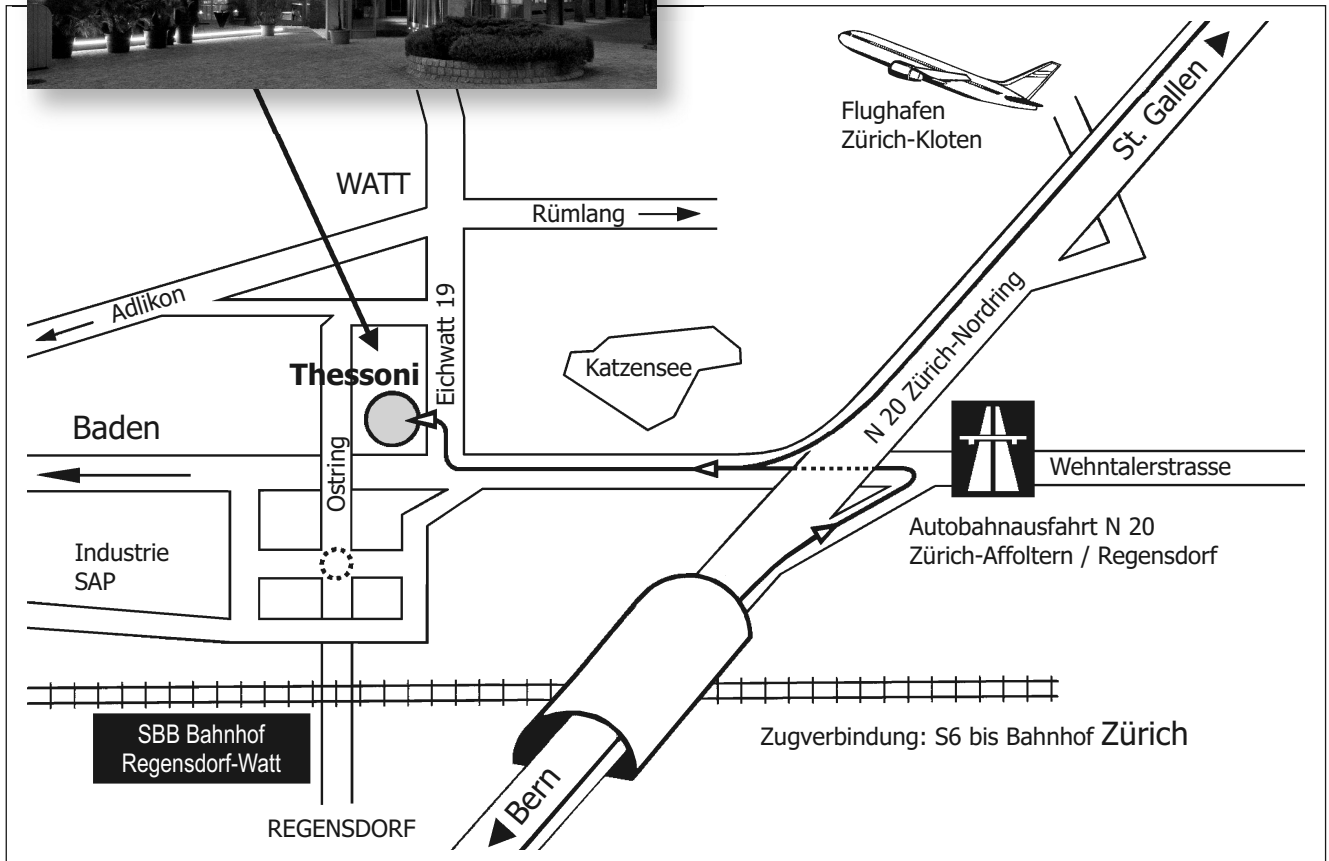 Flughafen
Zürich-Kloten
St. Gallen
WATT
Rümlang
Adlikon
Eichwatt 19
N 20 Zürich-Nordring
Katzensee
Thessoni
Baden
Ostring
Wehntalerstrasse
Autobahnausfahrt N 20
Zürich-Affoltern / Regensdorf
Industrie
SAP
SBB Bahnhof
Regensdorf-Watt
Zugverbindung: S6 bis Bahnhof Zürich
Bern
REGENSDORF